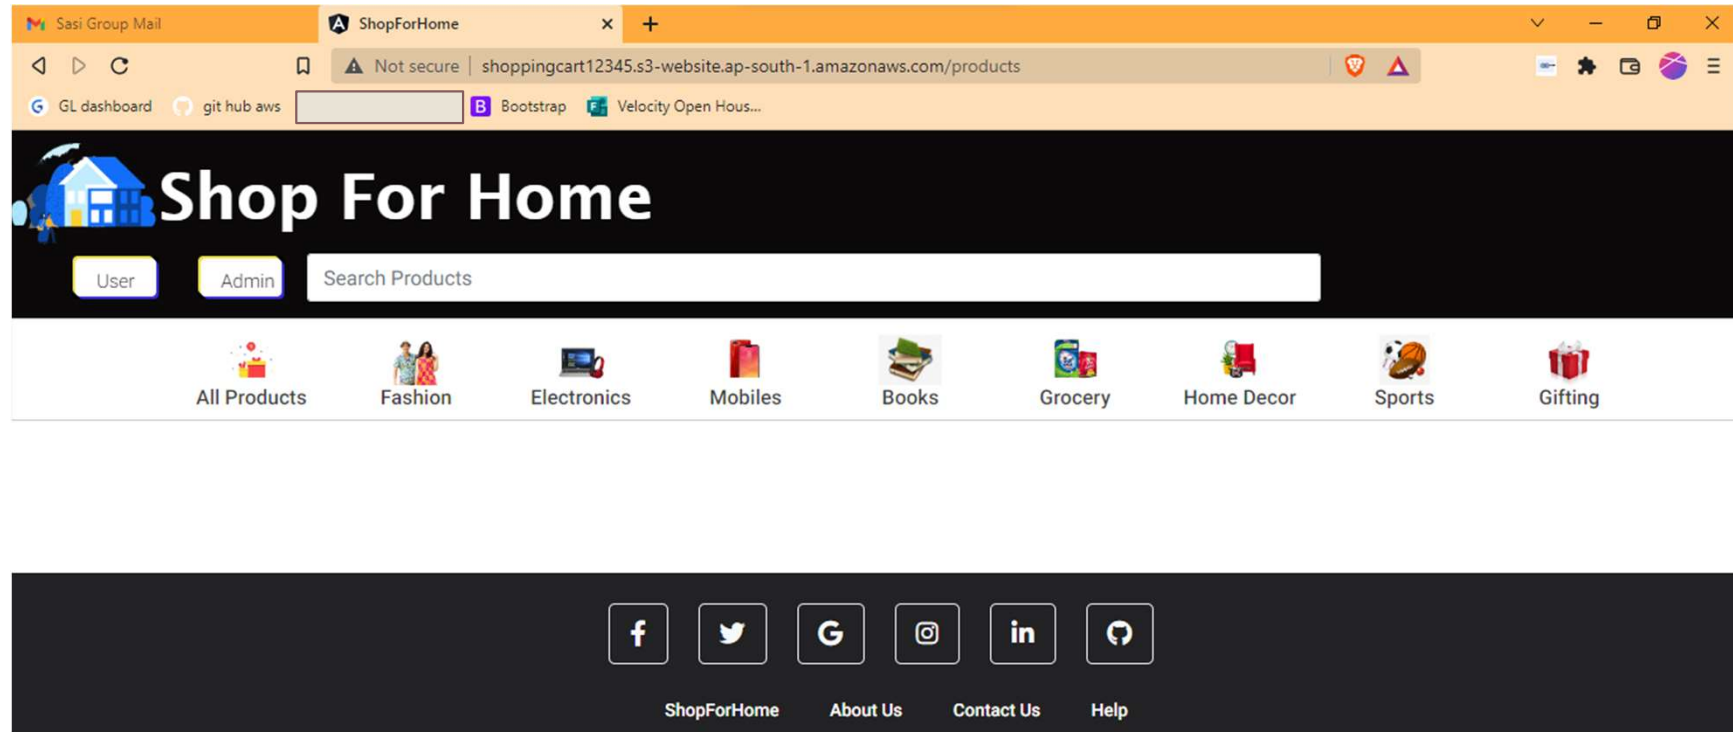 Sasi Group Mail
ShopForHome
Not secure shoppingcart12345.s3-website.ap-south-1.amazonaws.com/products
GL dashboard git hub aws Bootstrap Velocity Open Hous...
Shop For Home
User Admin Search Products
All Products Fashion Electronics Mobiles Books Grocery Home Decor Sports Gifting
ShopForHome About Us Contact Us Help